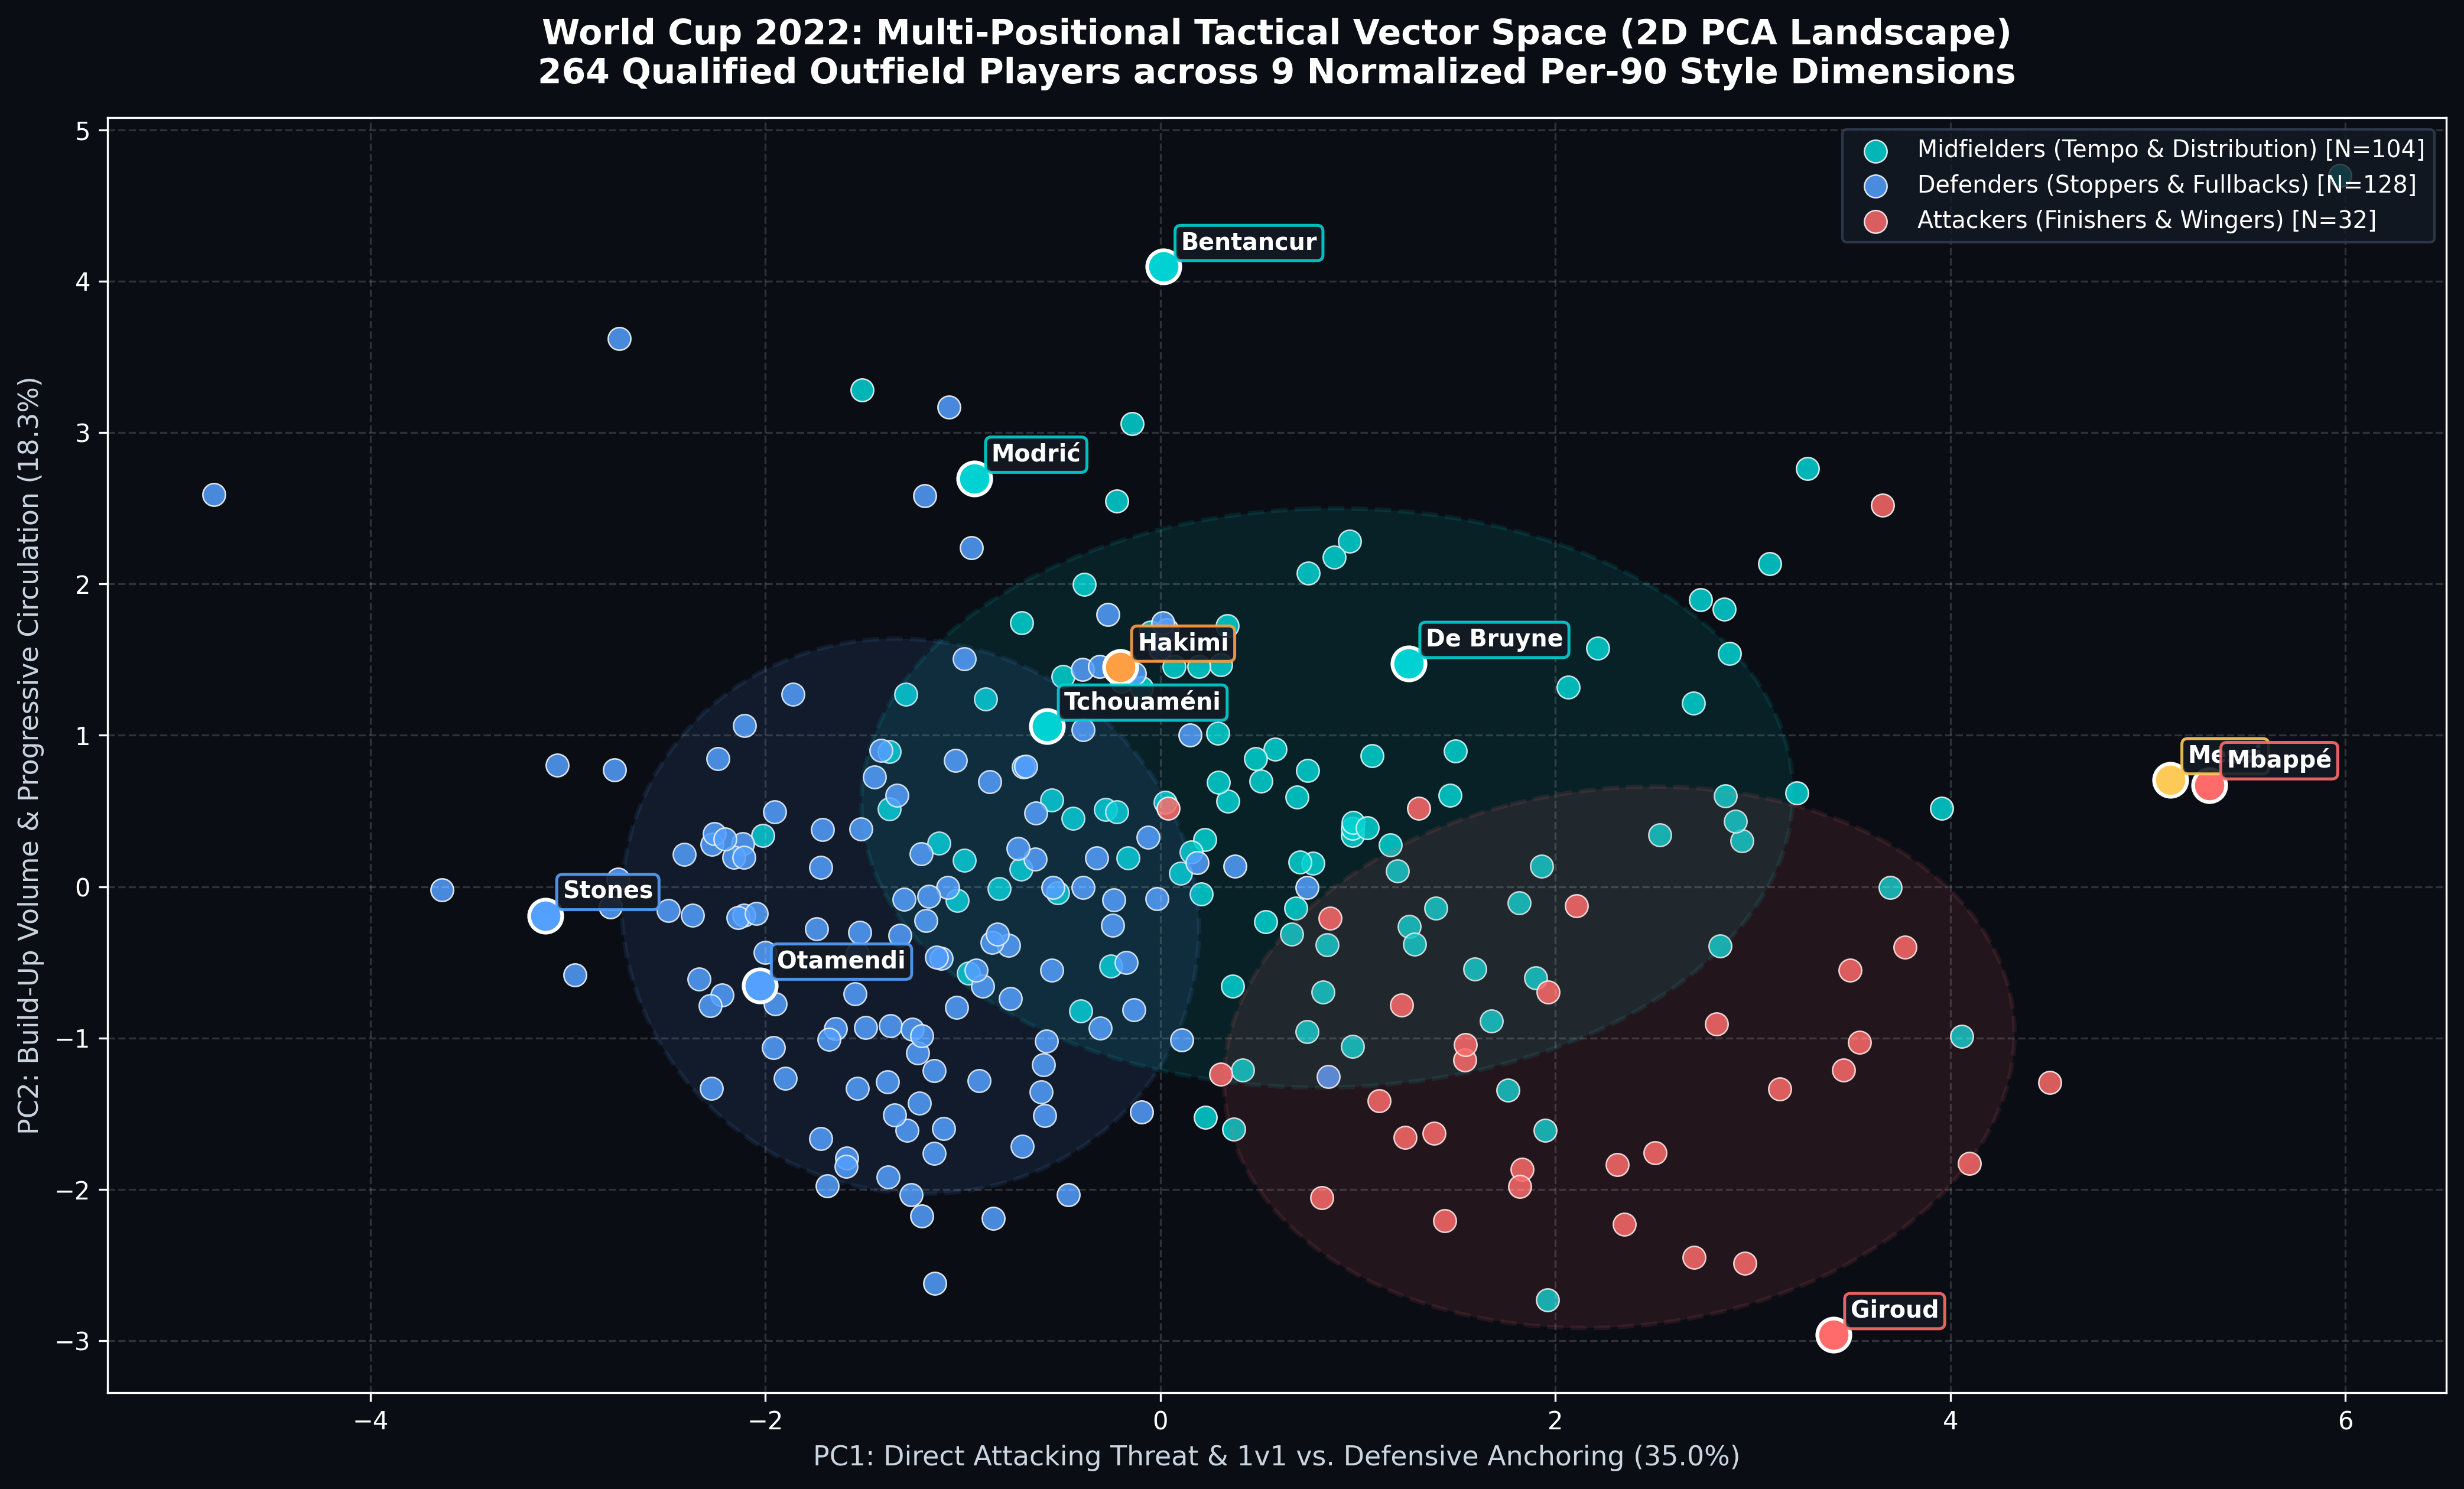 World Cup 2022: Multi-Positional Tactical Vector Space (2D PCA Landscape)
264 Qualified Outfield Players across 9 Normalized Per-90 Style Dimensions
Midfielders (Tempo & Distribution) [N=104]
Defenders (Stoppers & Fullbacks) [N=128]
Attackers (Finishers & Wingers) [N=32]
Bentancur
Modrić
Hakimi
De Bruyne
Tchouaméni
Mbappé
Stones
Otamendi
Giroud
5
4
3
2
1
0
−1
−2
−3
−4
−2
0
2
4
6
PC1: Direct Attacking Threat & 1v1 vs. Defensive Anchoring (35.0%)
PC2: Build-Up Volume & Progressive Circulation (18.3%)